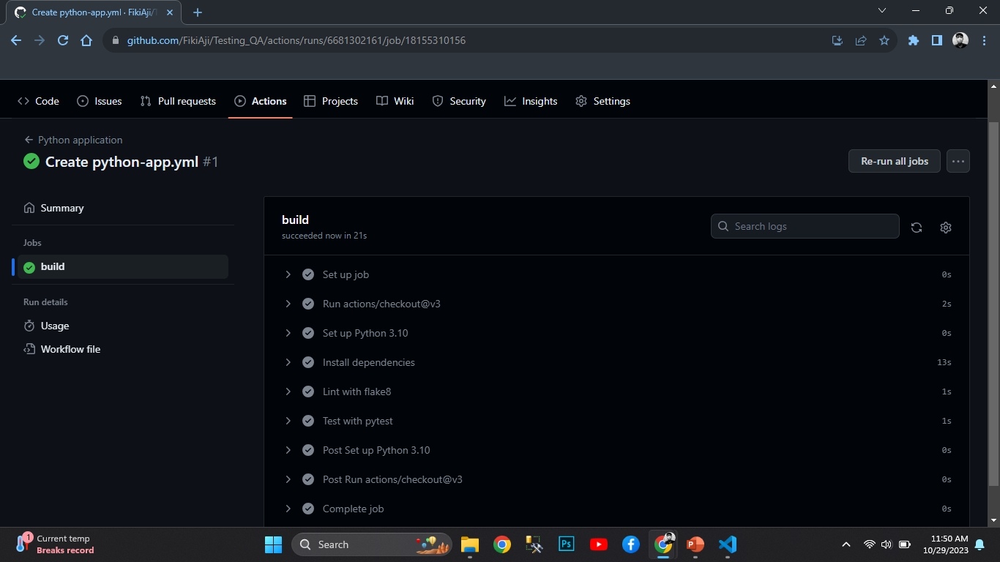 Create python-app.yml · FikiAji/T
github.com/FikiAji/Testing_QA/actions/runs/6681302161/job/18155310156
Code Issues Pull requests Actions Projects Wiki Security Insights Settings
Python application
Create python-app.yml #1
Re-run all jobs
Summary
Jobs
build
Run details
Usage
Workflow file
build
succeeded now in 21s
Search logs
Set up job 0s
Run actions/checkout@v3 2s
Set up Python 3.10 0s
Install dependencies 13s
Lint with flake8 1s
Test with pytest 1s
Post Set up Python 3.10 0s
Post Run actions/checkout@v3 0s
Complete job 0s
1
Current temp
Breaks record
Search
Ps
P
11:50 AM
10/29/2023